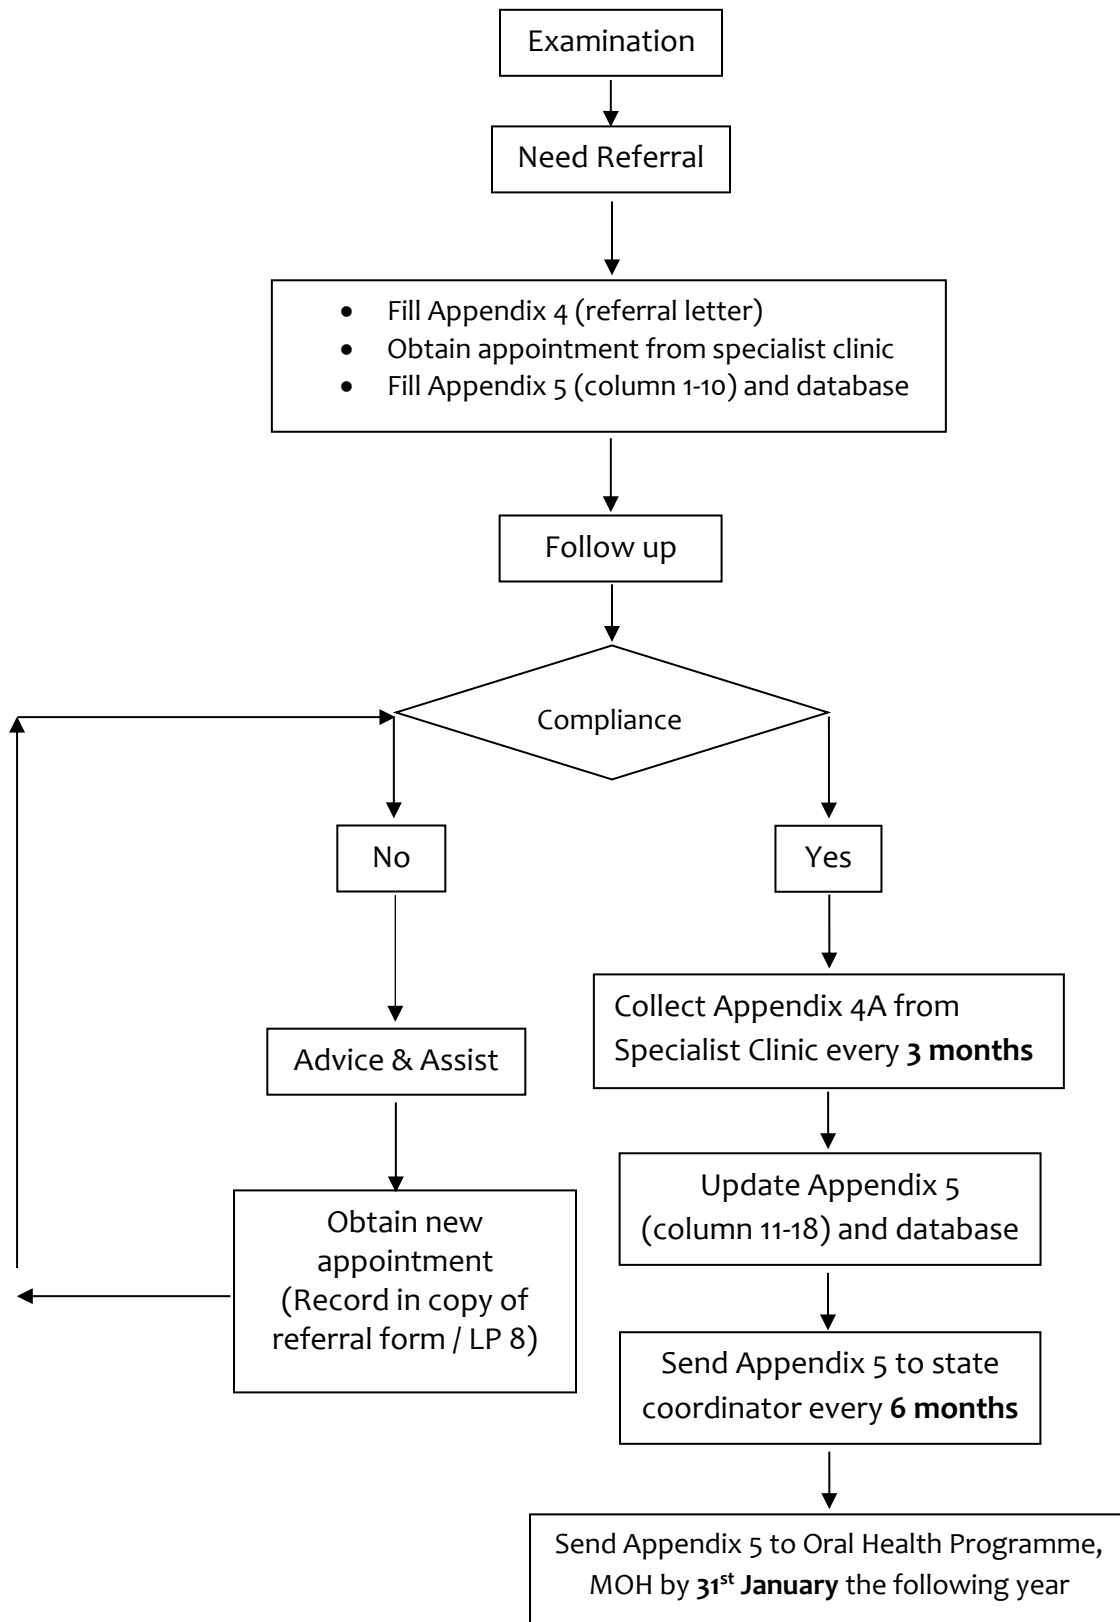 Examination
Need Referral
• Fill Appendix 4 (referral letter)
• Obtain appointment from specialist clinic
• Fill Appendix 5 (column 1-10) and database
Follow up
Compliance
No
Advice & Assist
Obtain new
appointment
(Record in copy of
referral form / LP 8)
Yes
Collect Appendix 4A from
Specialist Clinic every 3 months
Update Appendix 5
(column 11-18) and database
Send Appendix 5 to state
coordinator every 6 months
Send Appendix 5 to Oral Health Programme,
MOH by 31st January the following year